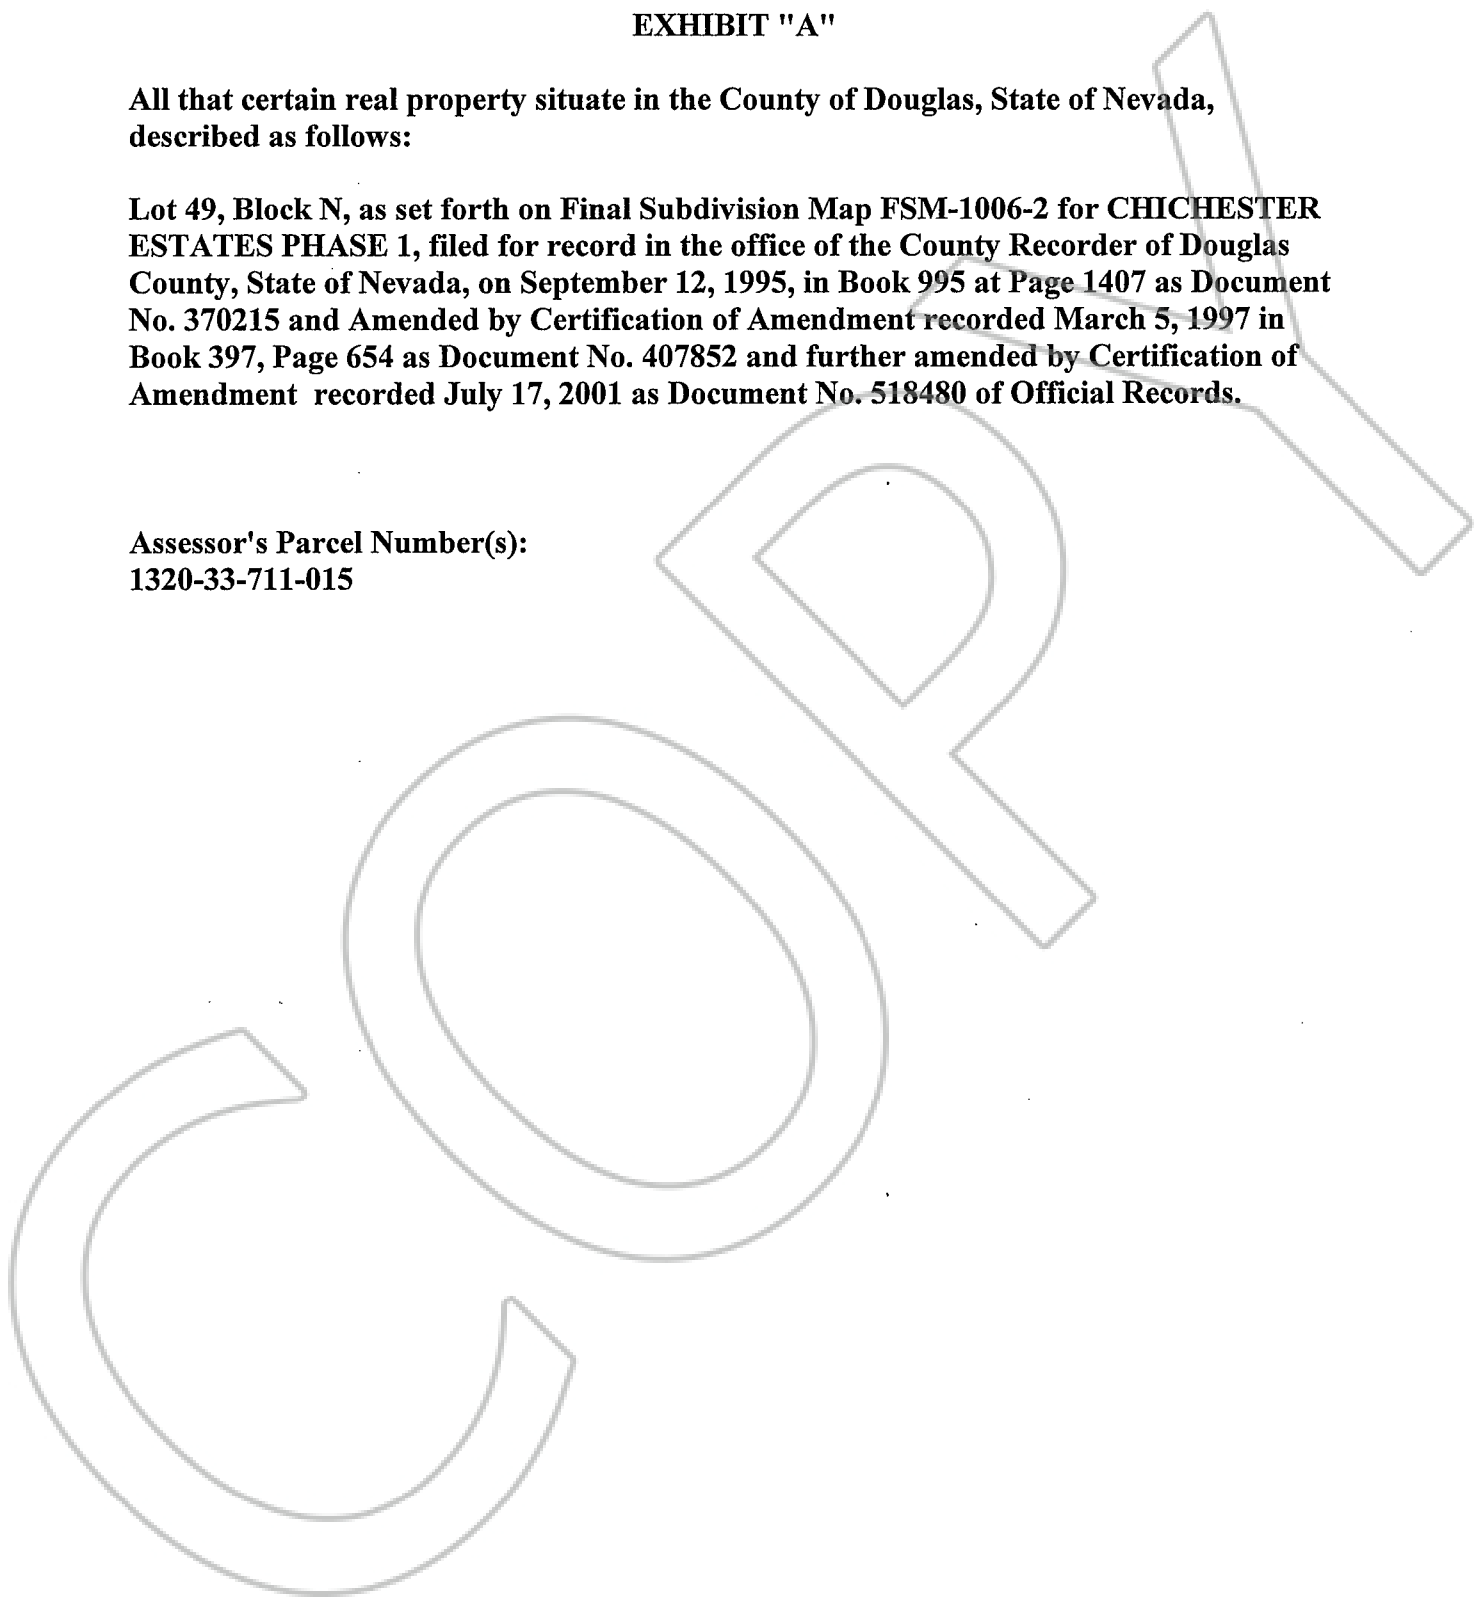 EXHIBIT "A"
All that certain real property situate in the County of Douglas, State of Nevada,
described as follows:
Lot 49, Block N, as set forth on Final Subdivision Map FSM-1006-2 for CHICHESTER
ESTATES PHASE 1, filed for record in the office of the County Recorder of Douglas
County, State of Nevada, on September 12, 1995, in Book 995 at Page 1407 as Document
No. 370215 and Amended by Certification of Amendment recorded March 5, 1997 in
Book 397, Page 654 as Document No. 407852 and further amended by Certification of
Amendment  recorded July 17, 2001 as Document No. 518480 of Official Records.
Assessor's Parcel Number(s):
1320-33-711-015
COPY